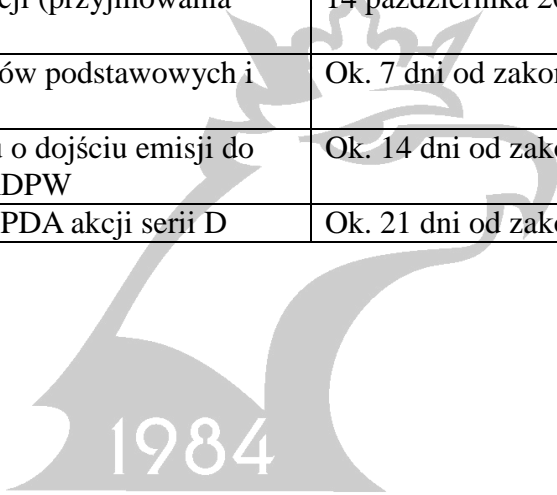 cji (przyjmowania
14 października 20
ów podstawowych i
Ok. 7 dni od zakoń
o dojściu emisji do
DPW
Ok. 14 dni od zako
PDA akcji serii D
Ok. 21 dni od zako
1984